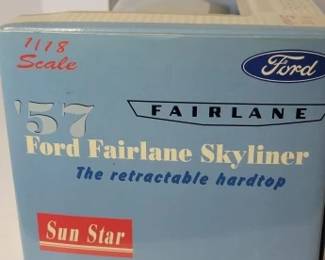 1/18
Scale
Ford
FAIRLANE
'57
Ford Fairlane Skyliner
The retractable hardtop
Sun Star